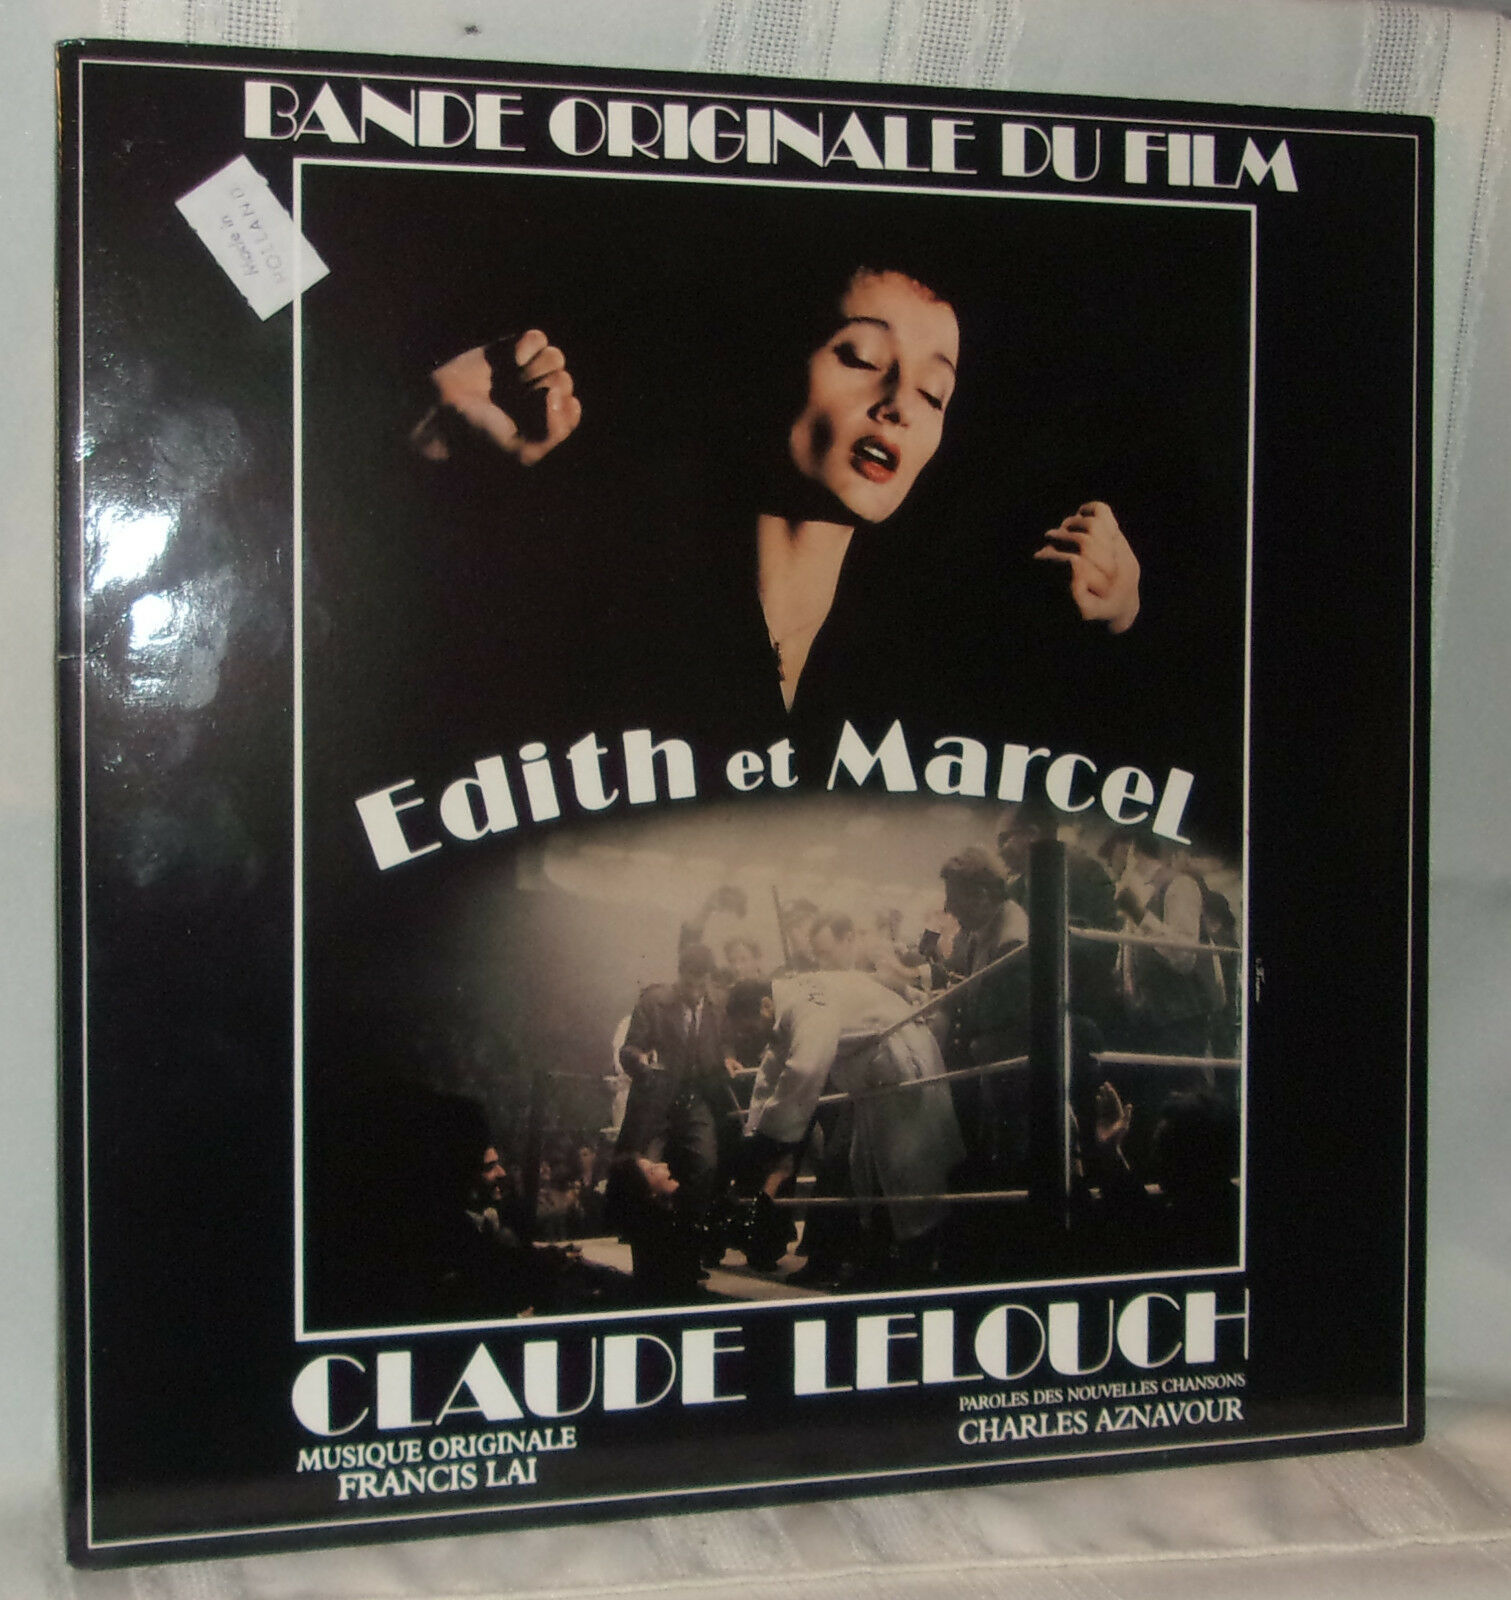 BANDE ORIGINALE DU FILM
Made in
HOLLAND
Edith et Marcel
CLAUDE LELOUCH
MUSIQUE ORIGINALE
FRANCIS LAI
PAROLES DES NOUVELLES CHANSONS
CHARLES AZNAVOUR